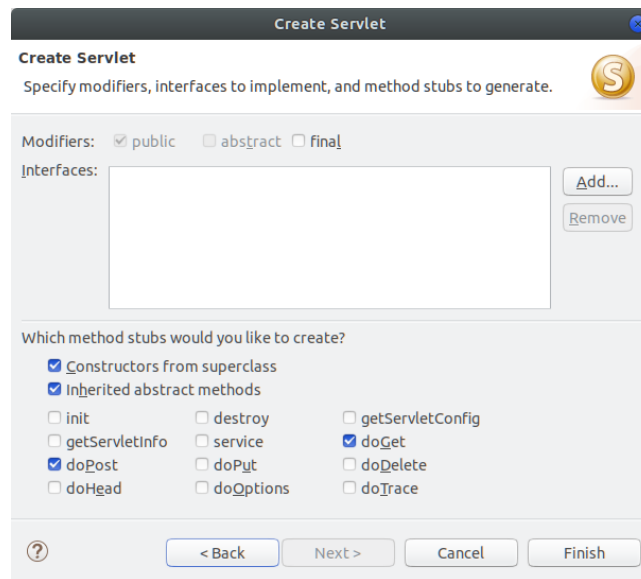 Create Servlet
Create Servlet
Specify modifiers, interfaces to implement, and method stubs to generate.
S
Modifiers: public abstract final
Interfaces:
Add...
Remove
Which method stubs would you like to create?
Constructors from superclass
Inherited abstract methods
init destroy getServletConfig
getServletInfo service doGet
doPost doPut doDelete
doHead doOptions doTrace
? < Back Next > Cancel Finish